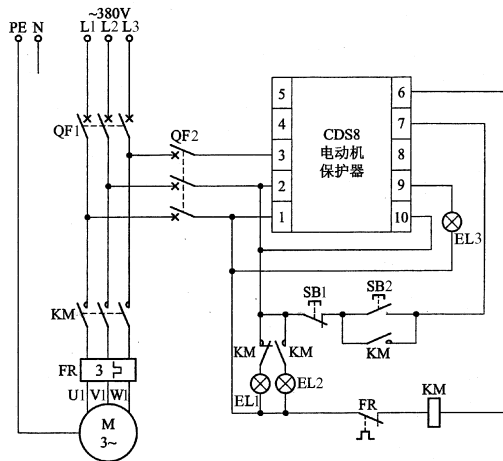 ~380V
PE N L1 L2 L3
QF1
QF2
5 6
4 7
3 8
2 9
1 10
CDS8
电动机
保护器
EL3
SB1 SB2
KM
KM
KM KM
EL1 EL2
FR 3
U1 V1 W1
M
3~
FR
KM